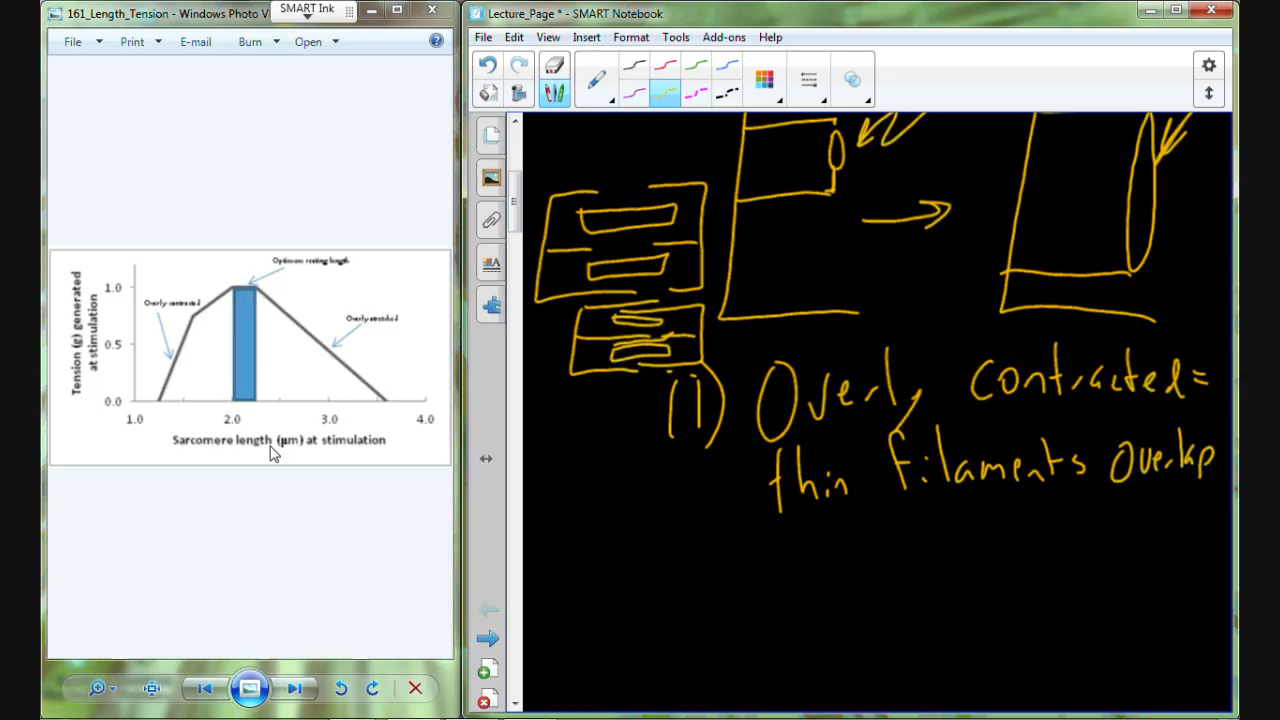 161_Length_Tension - Windows Photo V
SMART Ink
File Print E-mail Burn Open
Optimum resting length
Overly contracted
Overly stretched
Tension (g) generated
at stimulation
1.0
0.5
0.0
1.0 2.0 3.0 4.0
Sarcomere length (μm) at stimulation
Lecture_Page * - SMART Notebook
File Edit View Insert Format Tools Add-ons Help
(1) Overly contracted =
thin filaments overlap